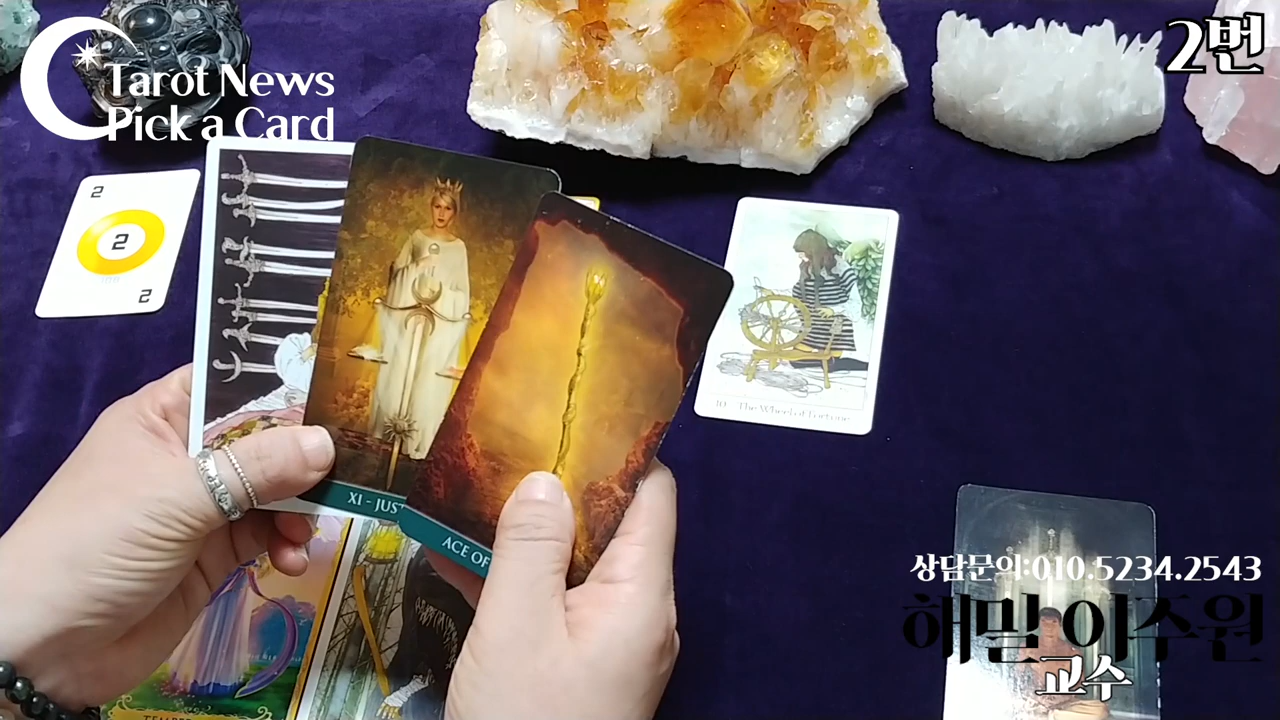 Tarot News
Pick a Card
2번
2
2
2
XI - JUST
ACE OF
10 - The Wheel of Fortune
상담문의:010.5234.2543
해밀 이주원
교수